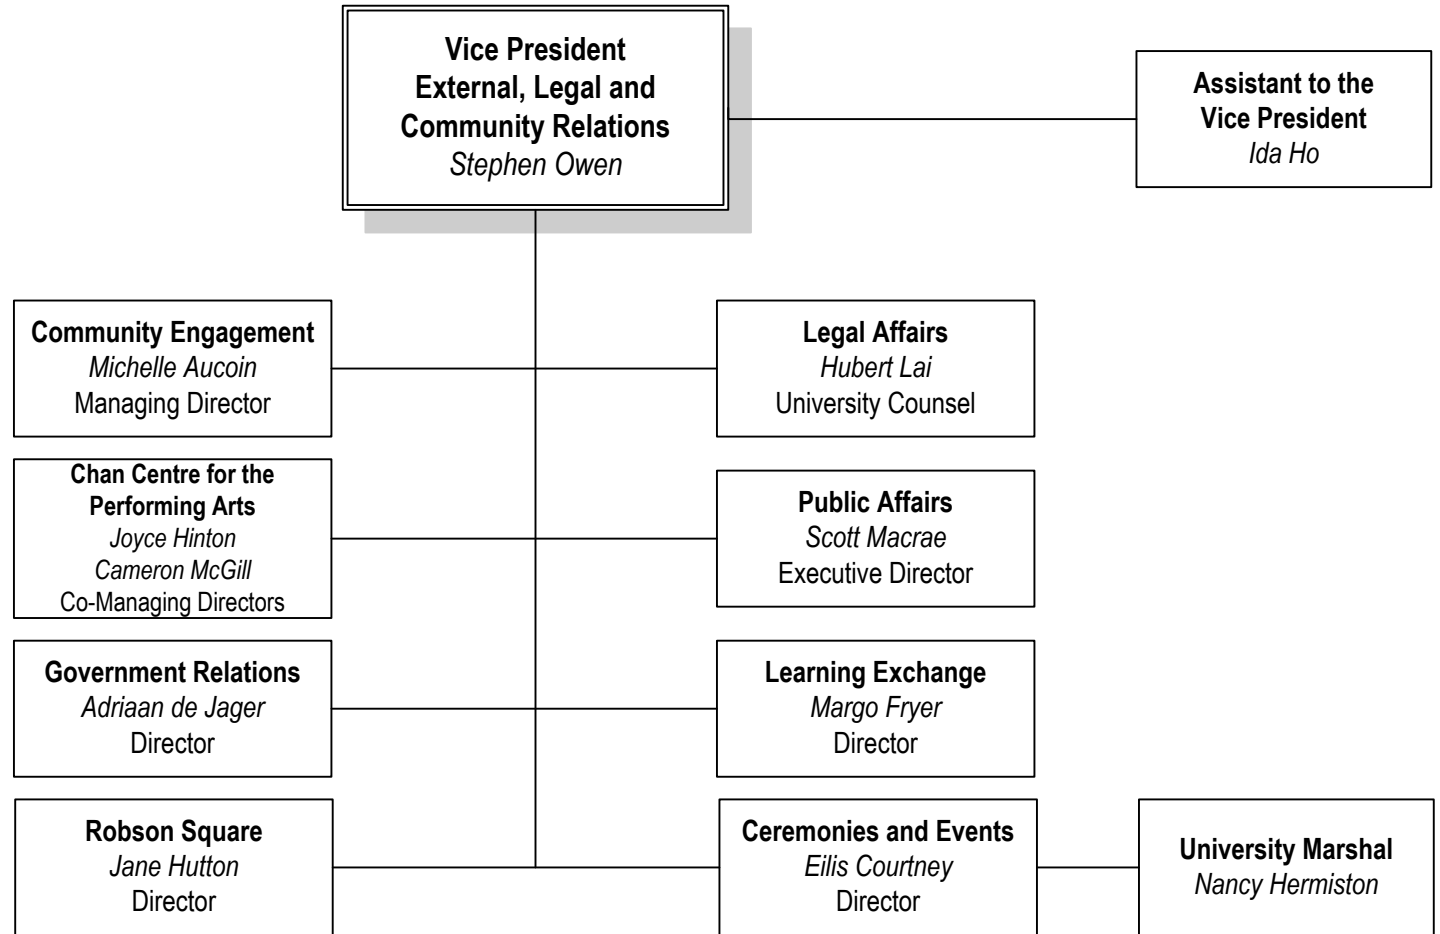 Vice President
External, Legal and
Community Relations
Stephen Owen
Assistant to the
Vice President
Ida Ho
Community Engagement
Michelle Aucoin
Managing Director
Legal Affairs
Hubert Lai
University Counsel
Chan Centre for the
Performing Arts
Joyce Hinton
Cameron McGill
Co-Managing Directors
Public Affairs
Scott Macrae
Executive Director
Government Relations
Adriaan de Jager
Director
Learning Exchange
Margo Fryer
Director
Robson Square
Jane Hutton
Director
Ceremonies and Events
Eilis Courtney
Director
University Marshal
Nancy Hermiston